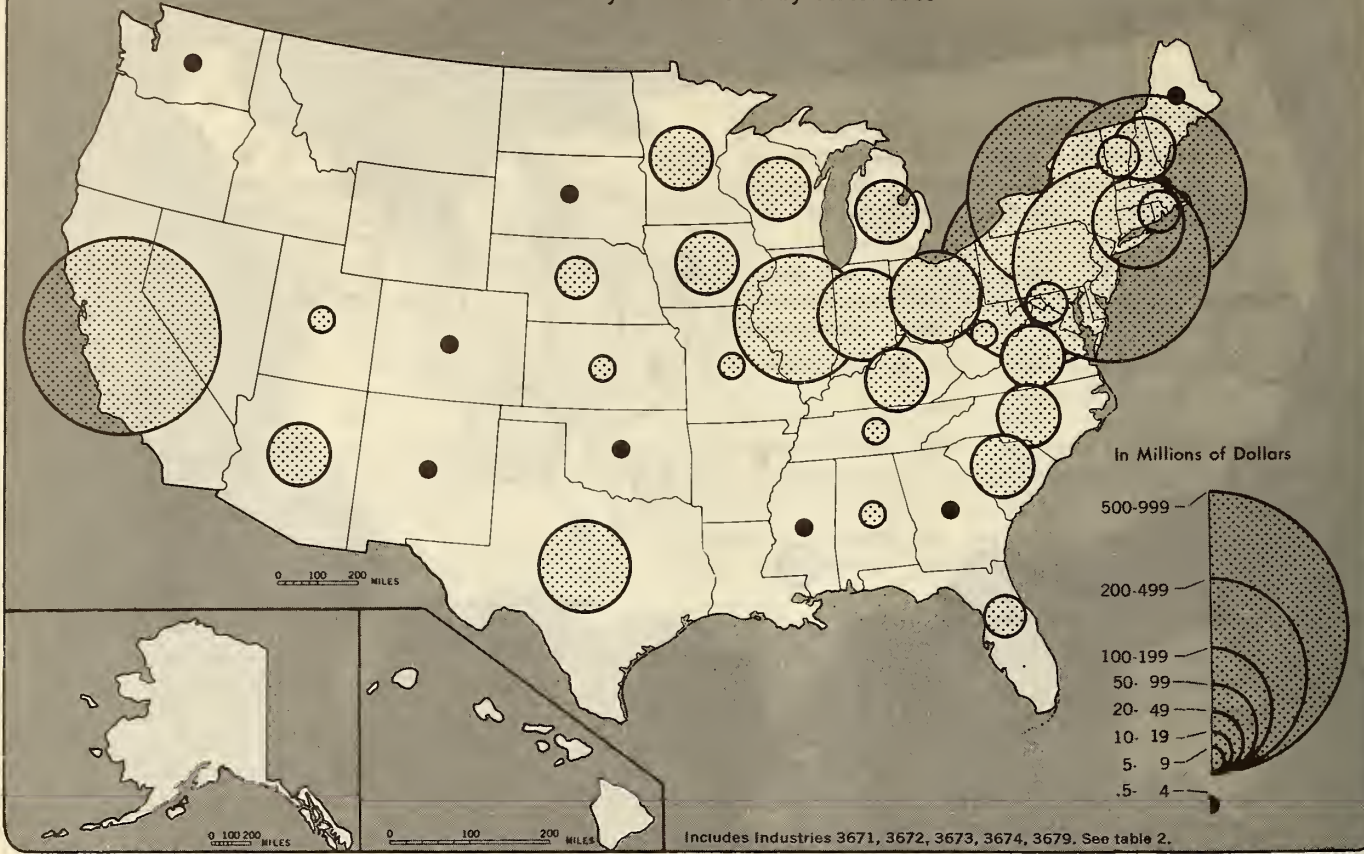 In Millions of Dollars
500-999
200-499
100-199
50- 99
20- 49
10- 19
5- 9
.5- 4
0 100 200 MILES
0 100 200 MILES
0 100 200 MILES
Includes Industries 3671, 3672, 3673, 3674, 3679. See table 2.